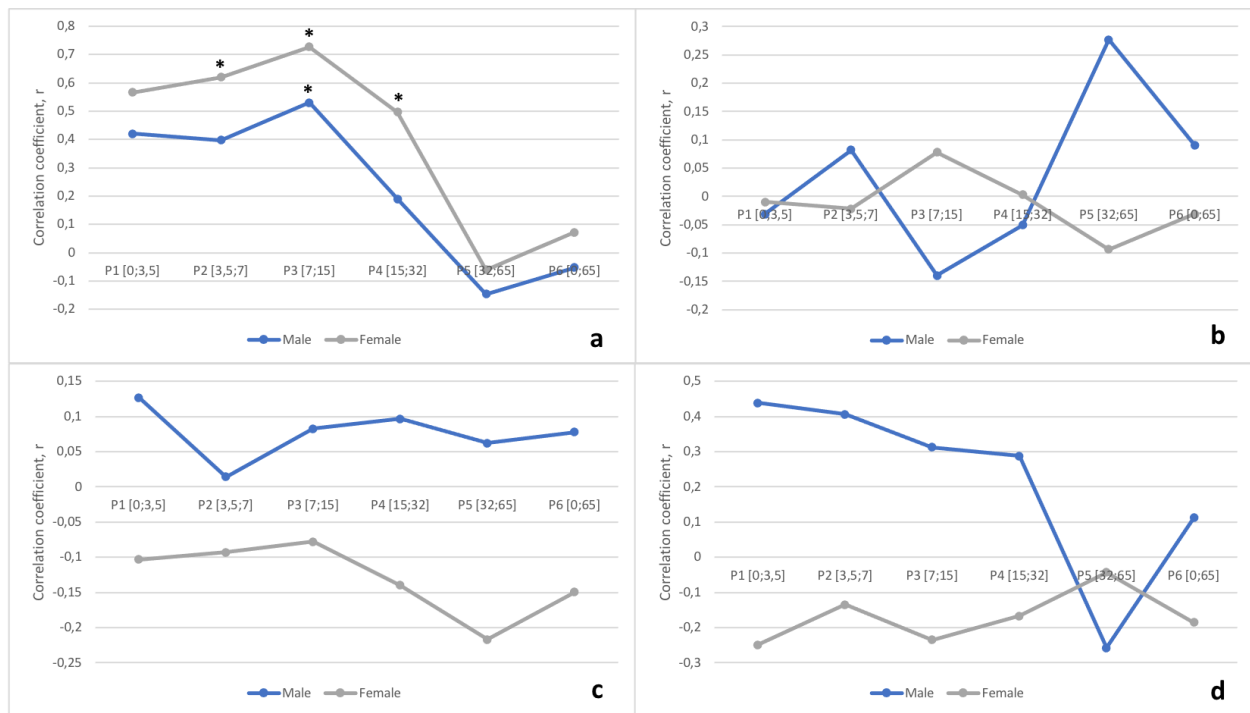 0,8
0,7
0,6
0,5
0,4
0,3
0,2
0,1
0
-0,1
-0,2
Correlation coefficient, r
* * * *
P1 [0;3,5] P2 [3,5;7] P3 [7;15] P4 [15;32] P5 [32;65] P6 [0;65]
Male Female
a
0,3
0,25
0,2
0,15
0,1
0,05
0
-0,05
-0,1
-0,15
-0,2
Correlation coefficient, r
P1 [0;3,5] P2 [3,5;7] P3 [7;15] P4 [15;32] P5 [32;65] P6 [0;65]
Male Female
b
0,15
0,1
0,05
0
-0,05
-0,1
-0,15
-0,2
-0,25
Correlation coefficient, r
P1 [0;3,5] P2 [3,5;7] P3 [7;15] P4 [15;32] P5 [32;65] P6 [0;65]
Male Female
c
0,5
0,4
0,3
0,2
0,1
0
-0,1
-0,2
-0,3
Correlation coefficient, r
P1 [0;3,5] P2 [3,5;7] P3 [7;15] P4 [15;32] P5 [32;65] P6 [0;65]
Male Female
d